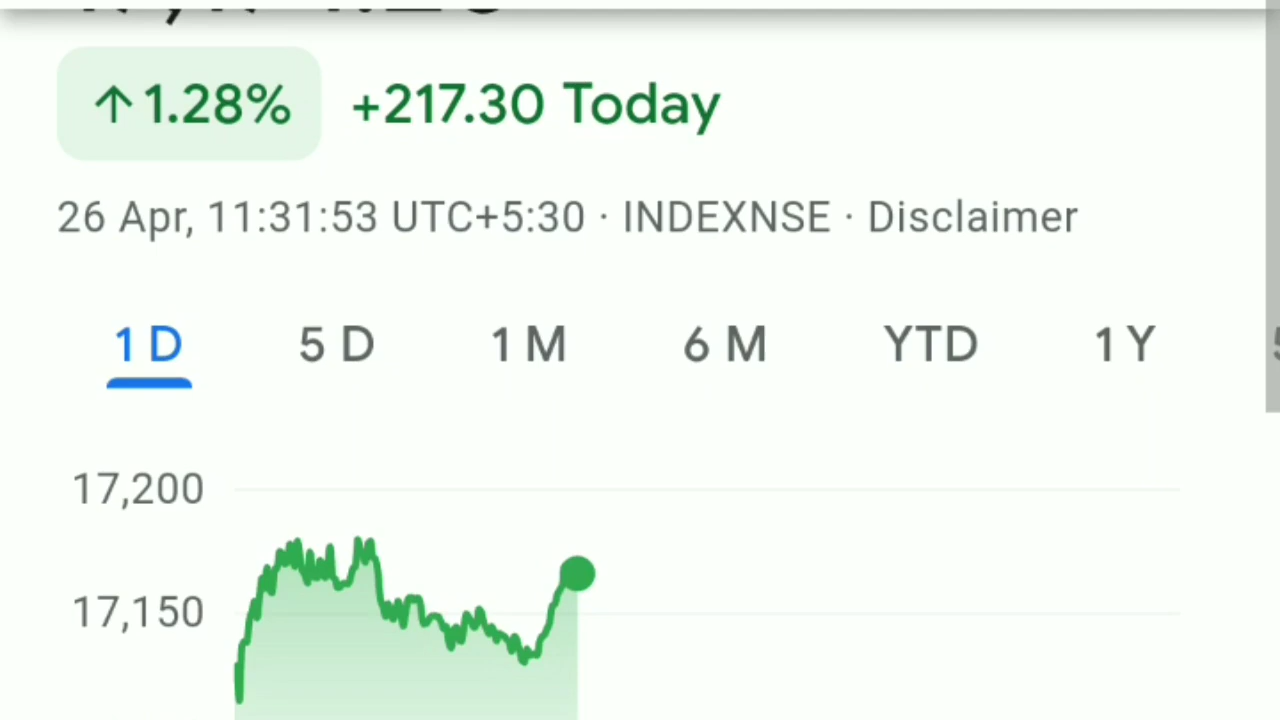 ↑1.28% +217.30 Today
26 Apr, 11:31:53 UTC+5:30 · INDEXNSE · Disclaimer
1 D 5 D 1 M 6 M YTD 1 Y
17,200
17,150